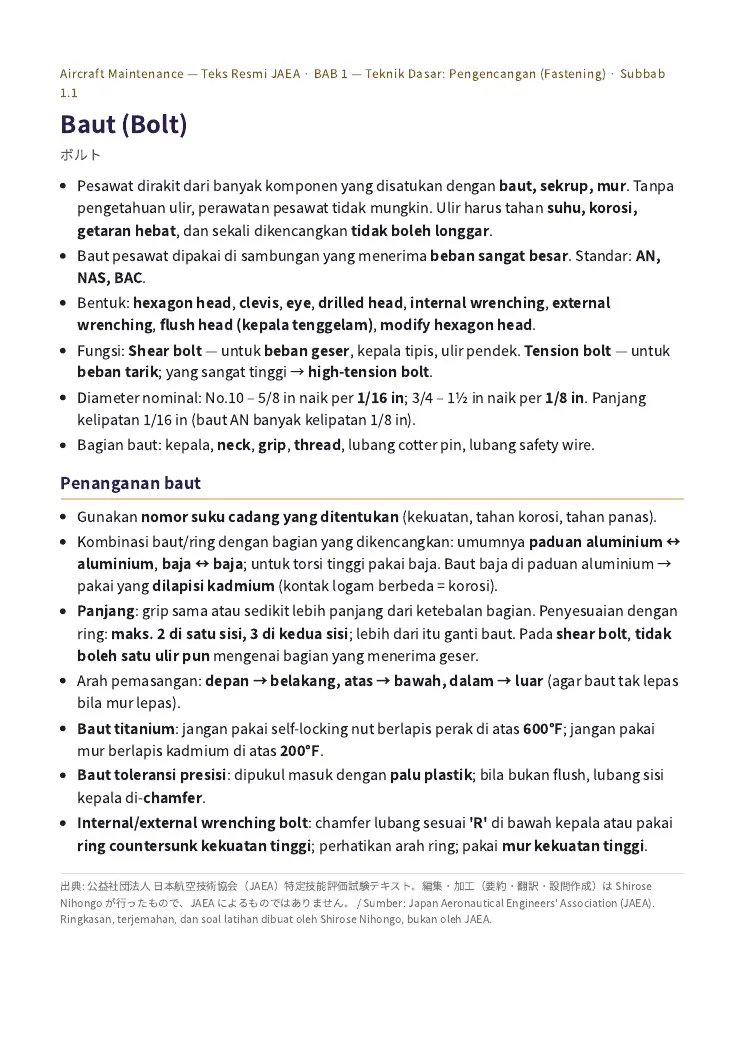 Aircraft Maintenance — Teks Resmi JAEA · BAB 1 — Teknik Dasar: Pengencangan (Fastening) · Subbab
1.1
Baut (Bolt)
ボルト
• Pesawat dirakit dari banyak komponen yang disatukan dengan baut, sekrup, mur. Tanpa
pengetahuan ulir, perawatan pesawat tidak mungkin. Ulir harus tahan suhu, korosi,
getaran hebat, dan sekali dikencangkan tidak boleh longgar.
• Baut pesawat dipakai di sambungan yang menerima beban sangat besar. Standar: AN,
NAS, BAC.
• Bentuk: hexagon head, clevis, eye, drilled head, internal wrenching, external
wrenching, flush head (kepala tenggelam), modify hexagon head.
• Fungsi: Shear bolt — untuk beban geser, kepala tipis, ulir pendek. Tension bolt — untuk
beban tarik; yang sangat tinggi → high-tension bolt.
• Diameter nominal: No.10 – 5/8 in naik per 1/16 in; 3/4 – 1½ in naik per 1/8 in. Panjang
kelipatan 1/16 in (baut AN banyak kelipatan 1/8 in).
• Bagian baut: kepala, neck, grip, thread, lubang cotter pin, lubang safety wire.
Penanganan baut
• Gunakan nomor suku cadang yang ditentukan (kekuatan, tahan korosi, tahan panas).
• Kombinasi baut/ring dengan bagian yang dikencangkan: umumnya paduan aluminium ↔
aluminium, baja ↔ baja; untuk torsi tinggi pakai baja. Baut baja di paduan aluminium →
pakai yang dilapisi kadmium (kontak logam berbeda = korosi).
• Panjang: grip sama atau sedikit lebih panjang dari ketebalan bagian. Penyesuaian dengan
ring: maks. 2 di satu sisi, 3 di kedua sisi; lebih dari itu ganti baut. Pada shear bolt, tidak
boleh satu ulir pun mengenai bagian yang menerima geser.
• Arah pemasangan: depan → belakang, atas → bawah, dalam → luar (agar baut tak lepas
bila mur lepas).
• Baut titanium: jangan pakai self-locking nut berlapis perak di atas 600°F; jangan pakai
mur berlapis kadmium di atas 200°F.
• Baut toleransi presisi: dipukul masuk dengan palu plastik; bila bukan flush, lubang sisi
kepala di-chamfer.
• Internal/external wrenching bolt: chamfer lubang sesuai 'R' di bawah kepala atau pakai
ring countersunk kekuatan tinggi; perhatikan arah ring; pakai mur kekuatan tinggi.
出典: 公益社団法人 日本航空技術協会（JAEA）特定技能評価試験テキスト。編集・加工（要約・翻訳・設問作成）は Shirose
Nihongo が行ったもので、JAEA によるものではありません。 / Sumber: Japan Aeronautical Engineers' Association (JAEA).
Ringkasan, terjemahan, dan soal latihan dibuat oleh Shirose Nihongo, bukan oleh JAEA.